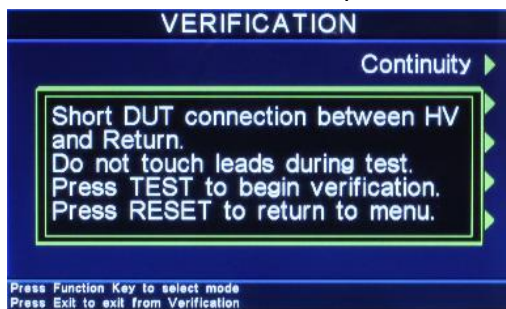 VERIFICATION
Continuity
Short DUT connection between HV
and Return.
Do not touch leads during test.
Press TEST to begin verification.
Press RESET to return to menu.
Press Function Key to select mode
Press Exit to exit from Verification